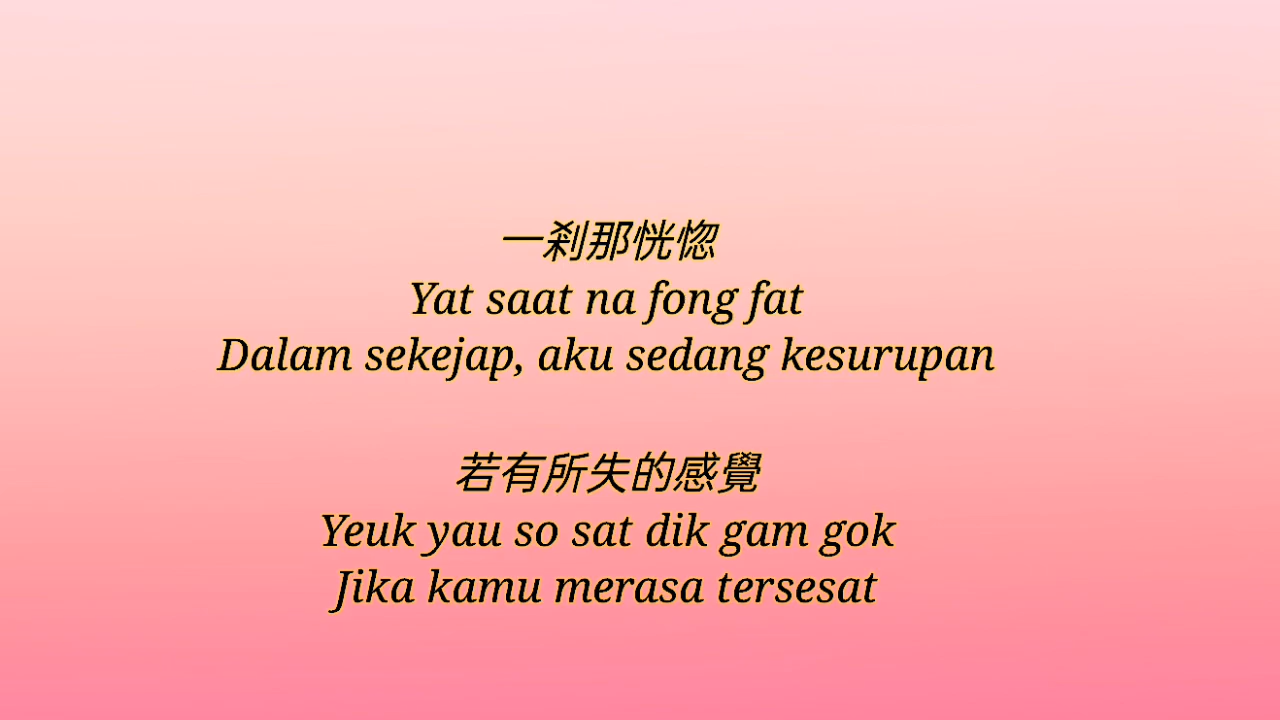 一剎那恍惚
Yat saat na fong fat
Dalam sekejap, aku sedang kesurupan
若有所失的感覺
Yeuk yau so sat dik gam gok
Jika kamu merasa tersesat